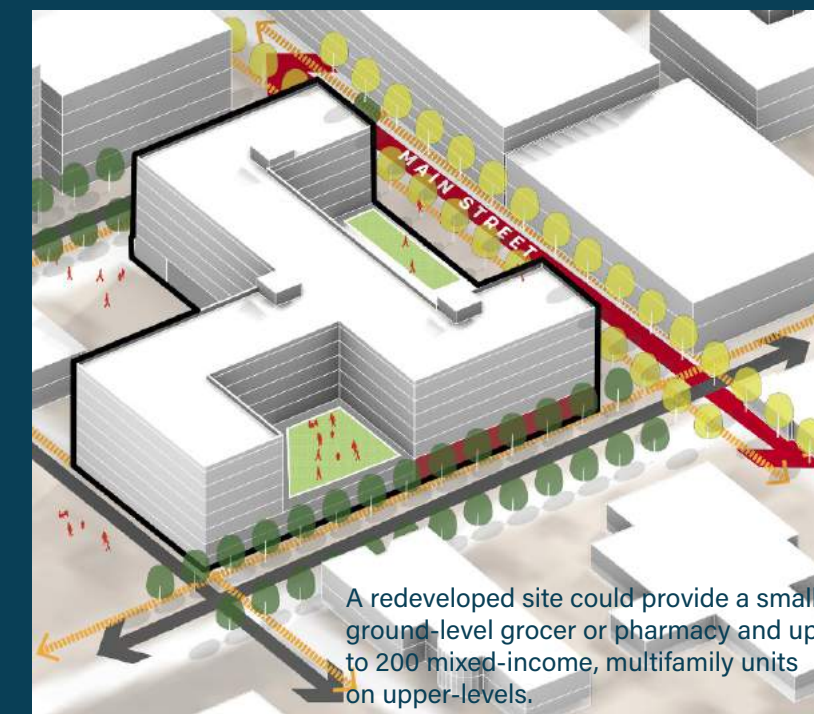 MAIN STREET
A redeveloped site could provide a small
ground-level grocer or pharmacy and up
to 200 mixed-income, multifamily units
on upper-levels.